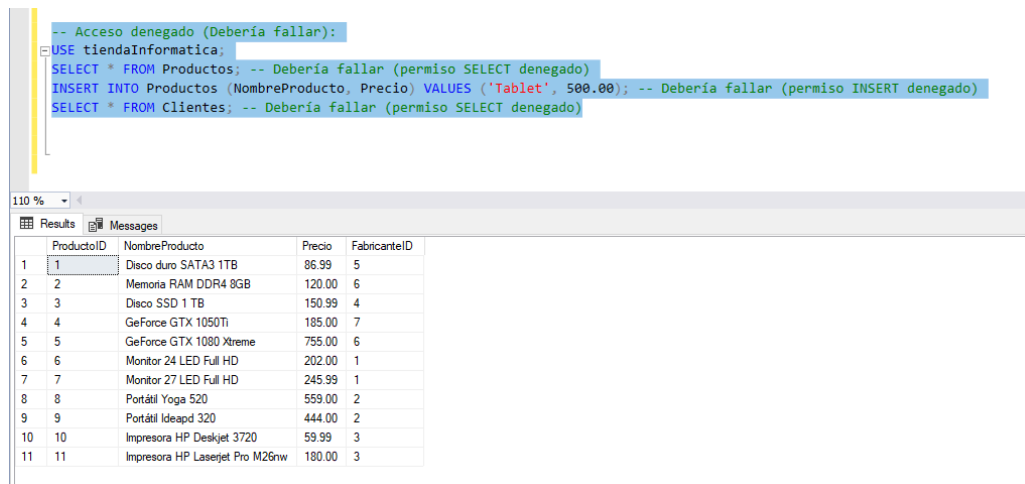 -- Acceso denegado (Debería fallar):
USE tiendaInformatica;
SELECT * FROM Productos; -- Debería fallar (permiso SELECT denegado)
INSERT INTO Productos (NombreProducto, Precio) VALUES ('Tablet', 500.00); -- Debería fallar (permiso INSERT denegado)
SELECT * FROM Clientes; -- Debería fallar (permiso SELECT denegado)
110 %
Results Messages
ProductoID NombreProducto Precio FabricanteID
1 1 Disco duro SATA3 1TB 86.99 5
2 2 Memoria RAM DDR4 8GB 120.00 6
3 3 Disco SSD 1 TB 150.99 4
4 4 GeForce GTX 1050Ti 185.00 7
5 5 GeForce GTX 1080 Xtreme 755.00 6
6 6 Monitor 24 LED Full HD 202.00 1
7 7 Monitor 27 LED Full HD 245.99 1
8 8 Portátil Yoga 520 559.00 2
9 9 Portátil Ideapd 320 444.00 2
10 10 Impresora HP Deskjet 3720 59.99 3
11 11 Impresora HP Laserjet Pro M26nw 180.00 3